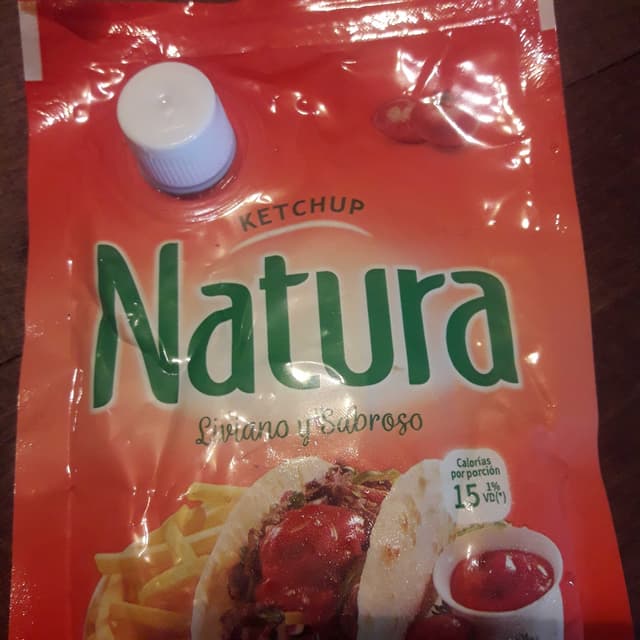 KETCHUP
Natura
Liviano y Sabroso
Calorías
por porción
15 1%
VD(*)